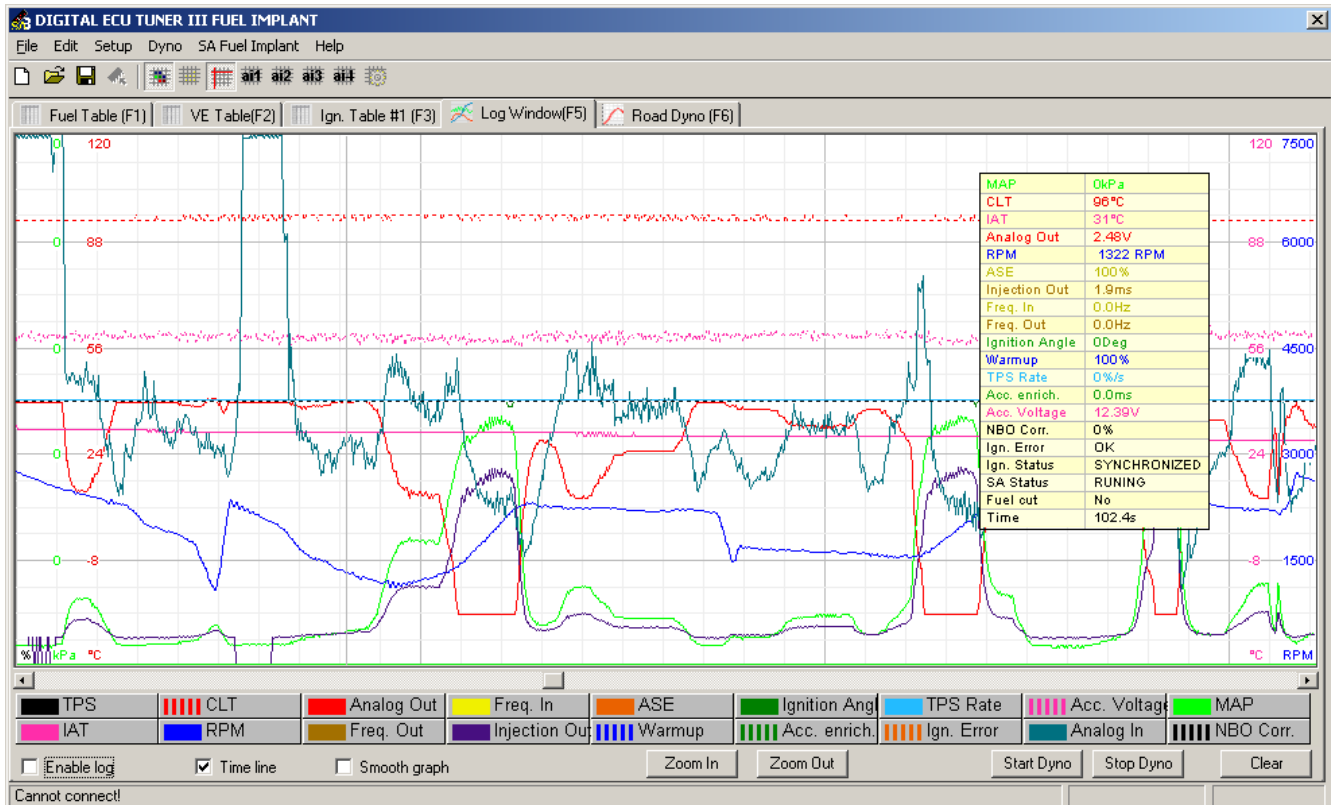 DIGITAL ECU TUNER III FUEL IMPLANT
File Edit Setup Dyno SA Fuel Implant Help
ai1 ai2 ai3 ai4
Fuel Table (F1) VE Table(F2) Ign. Table #1 (F3) Log Window(F5) Road Dyno (F6)
0 120 120 7500
MAP 0kPa
CLT 96°C
IAT 31°C
Analog Out 2.48V
0 88 88 6000
RPM 1322 RPM
ASE 100%
Injection Out 1.9ms
Freq. In 0.0Hz
Freq. Out 0.0Hz
Ignition Angle 0Deg
0 56 56 4500
Warmup 100%
TPS Rate 0%/s
Acc. enrich. 0.0ms
Acc. Voltage 12.39V
NBO Corr. 0%
Ign. Error OK
0 24 24 3000
Ign. Status SYNCHRONIZED
SA Status RUNING
Fuel cut No
Time 102.4s
0 -8 -8 1500
% kPa °C °C RPM
TPS CLT Analog Out Freq. In ASE Ignition Angl TPS Rate Acc. Voltage MAP
IAT RPM Freq. Out Injection Out Warmup Acc. enrich. Ign. Error Analog In NBO Corr.
Enable log Time line Smooth graph Zoom In Zoom Out Start Dyno Stop Dyno Clear
Cannot connect!